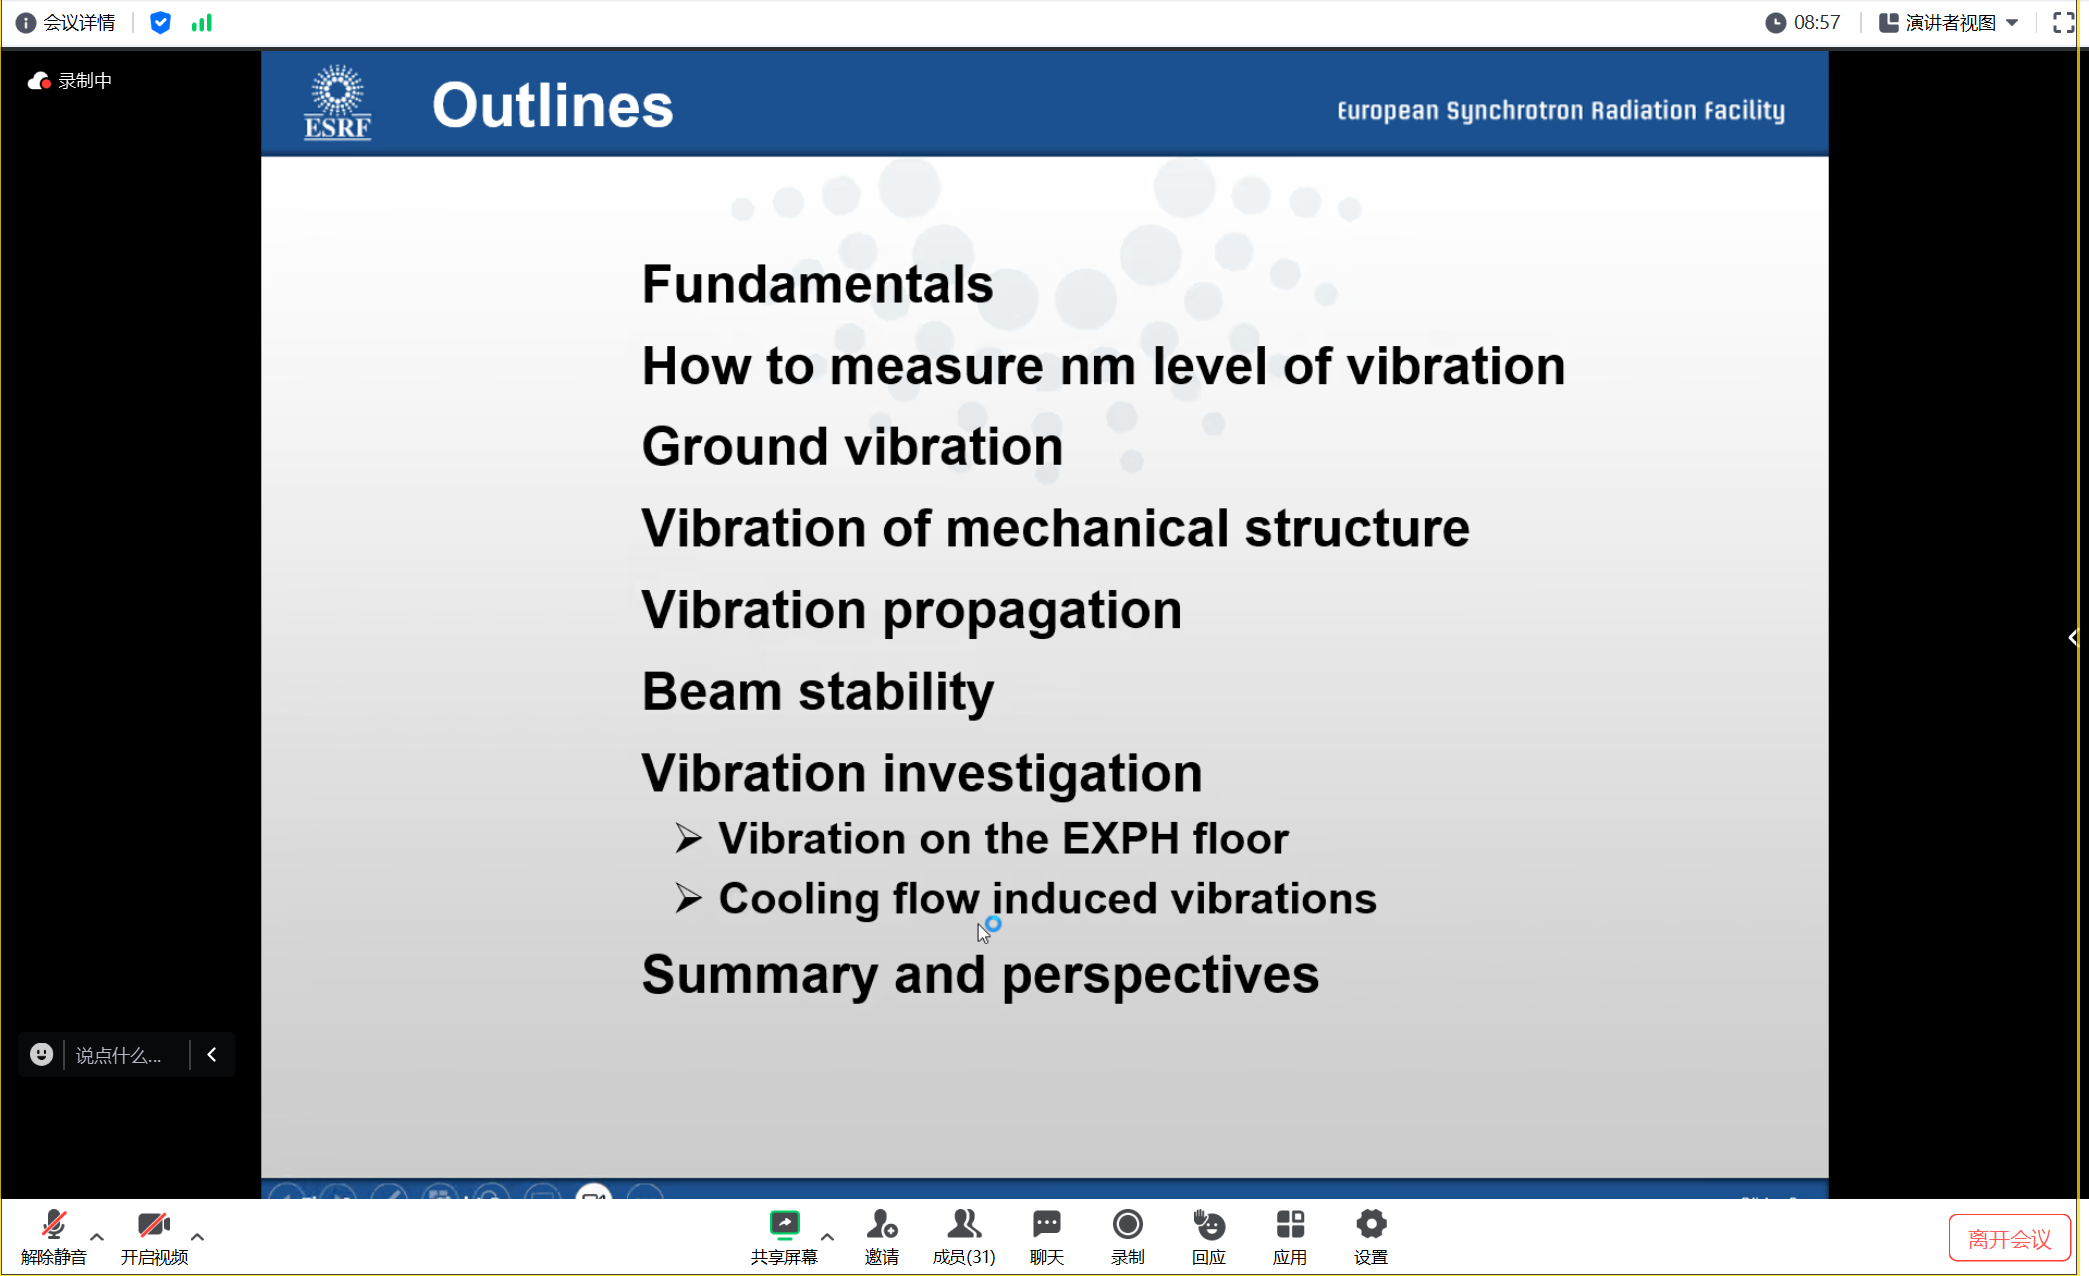 会议详情
08:57
演讲者视图
录制中
ESRF
Outlines
European Synchrotron Radiation Facility
Fundamentals
How to measure nm level of vibration
Ground vibration
Vibration of mechanical structure
Vibration propagation
Beam stability
Vibration investigation
Vibration on the EXPH floor
Cooling flow induced vibrations
Summary and perspectives
说点什么...
解除静音
开启视频
共享屏幕
邀请
成员(31)
聊天
录制
回应
应用
设置
离开会议